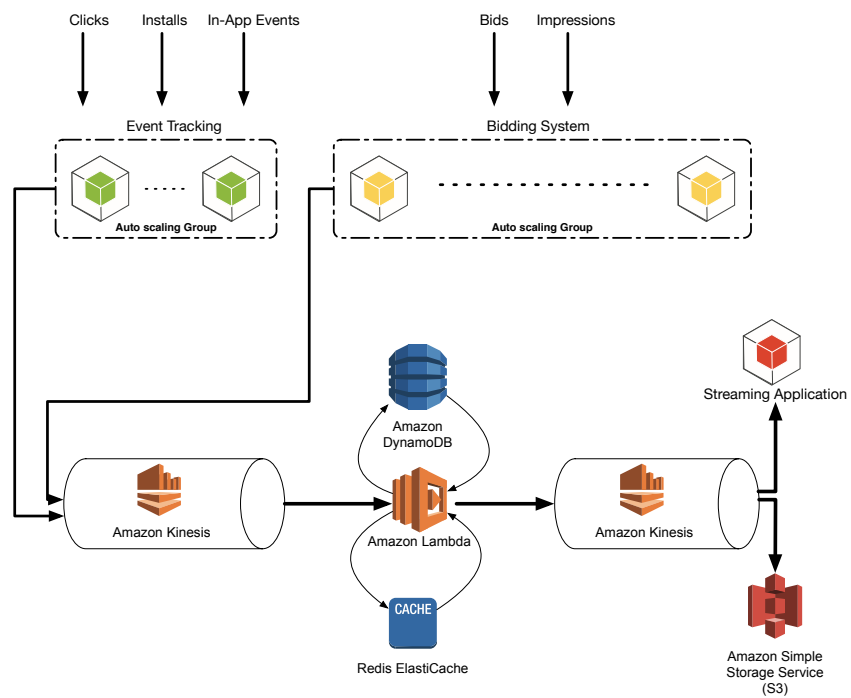 Clicks
Installs
In-App Events
Bids
Impressions
Event Tracking
Bidding System
Auto scaling Group
Auto scaling Group
Streaming Application
Amazon
DynamoDB
Amazon Kinesis
Amazon Lambda
Amazon Kinesis
CACHE
Redis ElastiCache
Amazon Simple
Storage Service
(S3)